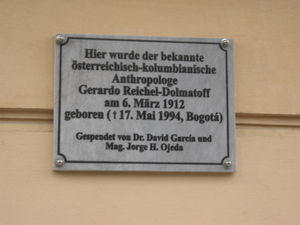 Hier wurde der bekannte
österreichisch-kolumbianische
Anthropologe
Gerardo Reichel-Dolmatoff
am 6. März 1912
geboren († 17. Mai 1994, Bogotá)
Gespendet von Dr. David García und
Mag. Jorge H. Ojeda